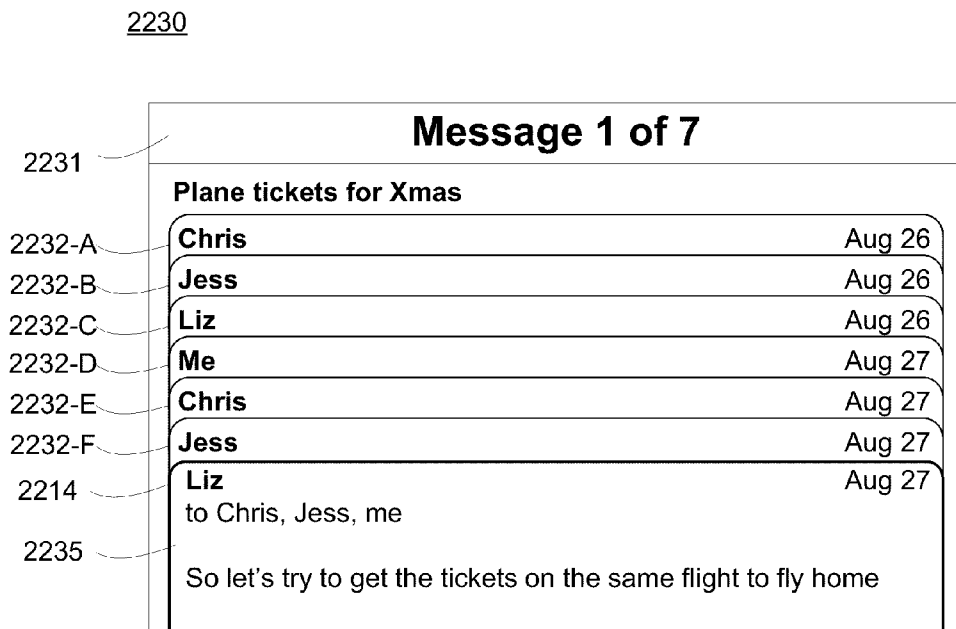 2230
Message 1 of 7
2231
Plane tickets for Xmas
2232-A Chris Aug 26
2232-B Jess Aug 26
2232-C Liz Aug 26
2232-D Me Aug 27
2232-E Chris Aug 27
2232-F Jess Aug 27
2214 Liz Aug 27
to Chris, Jess, me
2235
So let's try to get the tickets on the same flight to fly home